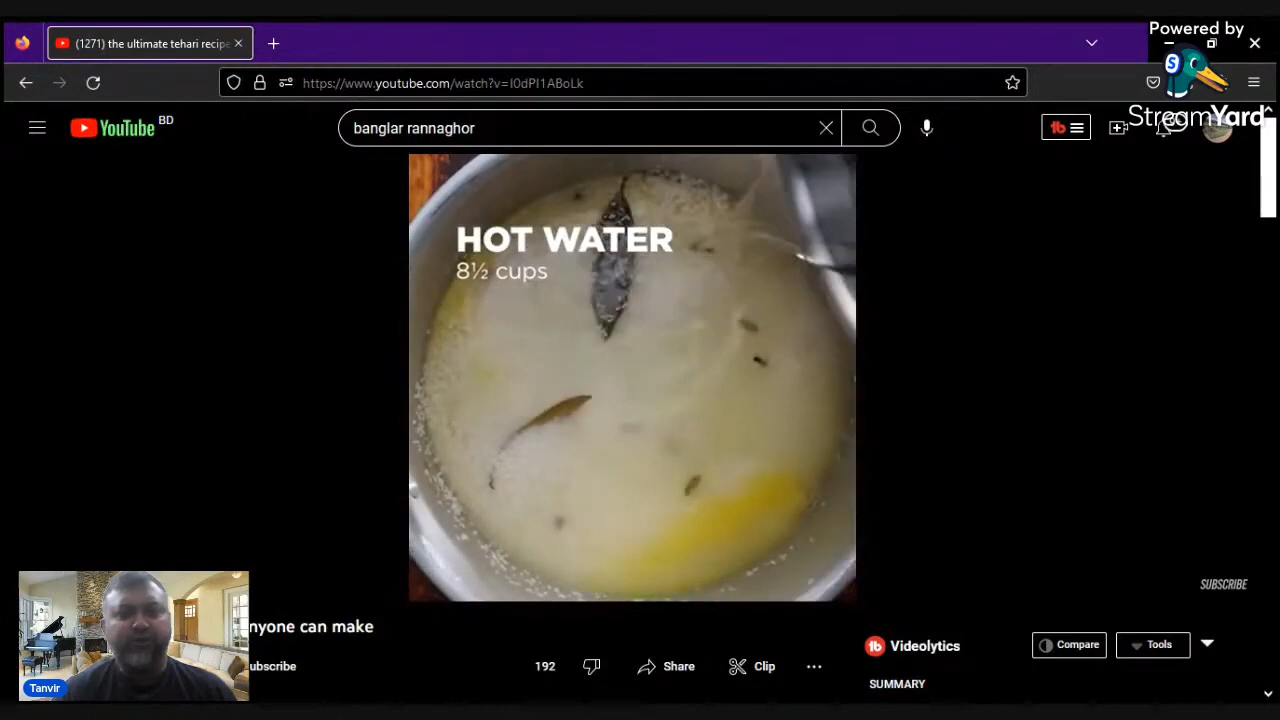 Powered by
(1271) the ultimate tehari recipe
https://www.youtube.com/watch?v=I0dPI1ABoLk
StreamYard
YouTube BD
banglar rannaghor
HOT WATER
8½ cups
SUBSCRIBE
nyone can make
ubscribe
192
Share
Clip
Videolytics
Compare
Tools
SUMMARY
Tanvir